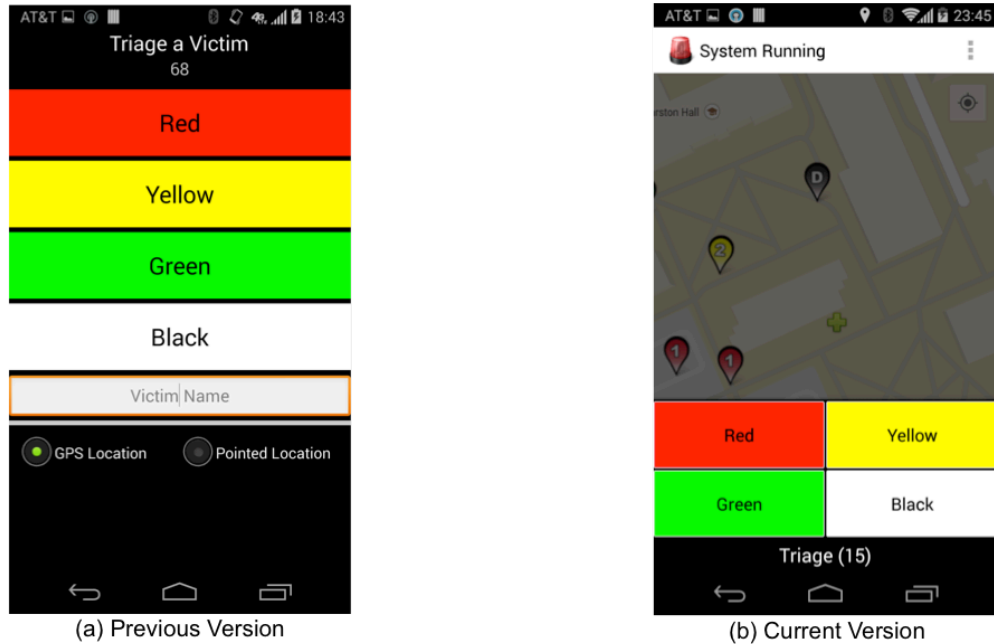 AT&T 18:43
Triage a Victim
68
Red
Yellow
Green
Black
Victim Name
GPS Location Pointed Location
(a) Previous Version
AT&T 23:45
System Running
rston Hall
D
2
1 1
Red Yellow
Green Black
Triage (15)
(b) Current Version